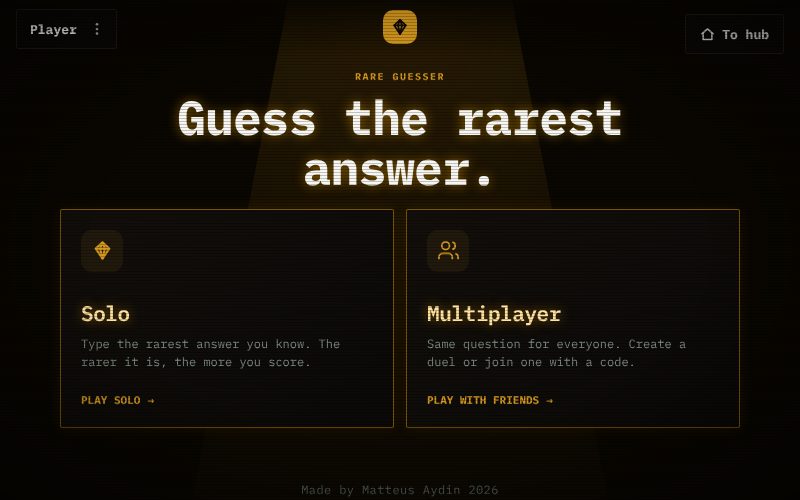 Player
To hub
RARE GUESSER
Guess the rarest
answer.
Solo
Type the rarest answer you know. The
rarer it is, the more you score.
PLAY SOLO →
Multiplayer
Same question for everyone. Create a
duel or join one with a code.
PLAY WITH FRIENDS →
Made by Matteus Aydin 2026